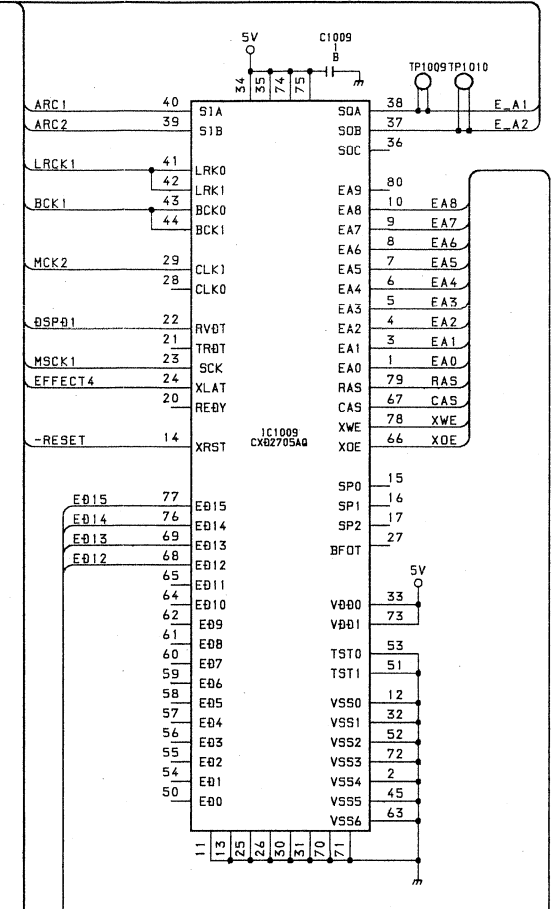 5V
C1009
B
34 35 74 75
TP1009 TP1010
ARC1 40 SIA SOA 38 E_A1
ARC2 39 SIB SOB 37 E_A2
SOC 36
LRCK1 41 LRK0
42 LRK1 EA9 80
BCK1 43 BCK0 EA8 10 EA8
44 BCK1 EA7 9 EA7
EA6 8 EA6
MCK2 29 CLKI EA5 7 EA5
28 CLKO EA4 6 EA4
EA3 5 EA3
DSPD1 22 RVDT EA2 4 EA2
21 TRDT EA1 3 EA1
MSCK1 23 SCK EA0 1 EA0
EFFECT4 24 XLAT RAS 79 RAS
20 REDY CAS 67 CAS
XWE 78 XWE
-RESET 14 XRST XOE 66 XOE
IC1009
CXD2705AQ
SP0 15
ED15 77 ED15 SP1 16
ED14 76 ED14 SP2 17
ED13 69 ED13 BFOT 27
ED12 68 ED12
65 ED11
5V
64 ED10 VDD0 33
62 ED9 VDD1 73
61 ED8
60 ED7 TST0 53
59 ED6 TST1 51
58 ED5 VSS0 12
57 ED4 VSS1 32
56 ED3 VSS2 52
55 ED2 VSS3 72
54 ED1 VSS4 2
50 ED0 VSS5 45
VSS6 63
11 13 25 26 30 31 70 71